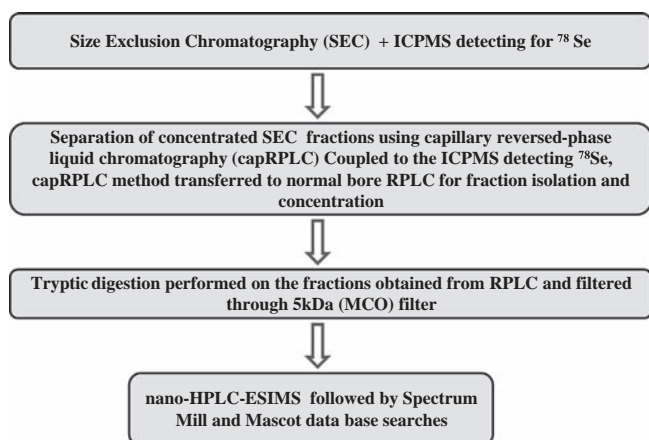 Size Exclusion Chromatography (SEC) + ICPMS detecting for ⁷⁸ Se
Separation of concentrated SEC fractions using capillary reversed-phase
liquid chromatography (capRPLC) Coupled to the ICPMS detecting ⁷⁸Se,
capRPLC method transferred to normal bore RPLC for fraction isolation and
concentration
Tryptic digestion performed on the fractions obtained from RPLC and filtered
through 5kDa (MCO) filter
nano-HPLC-ESIMS followed by Spectrum
Mill and Mascot data base searches